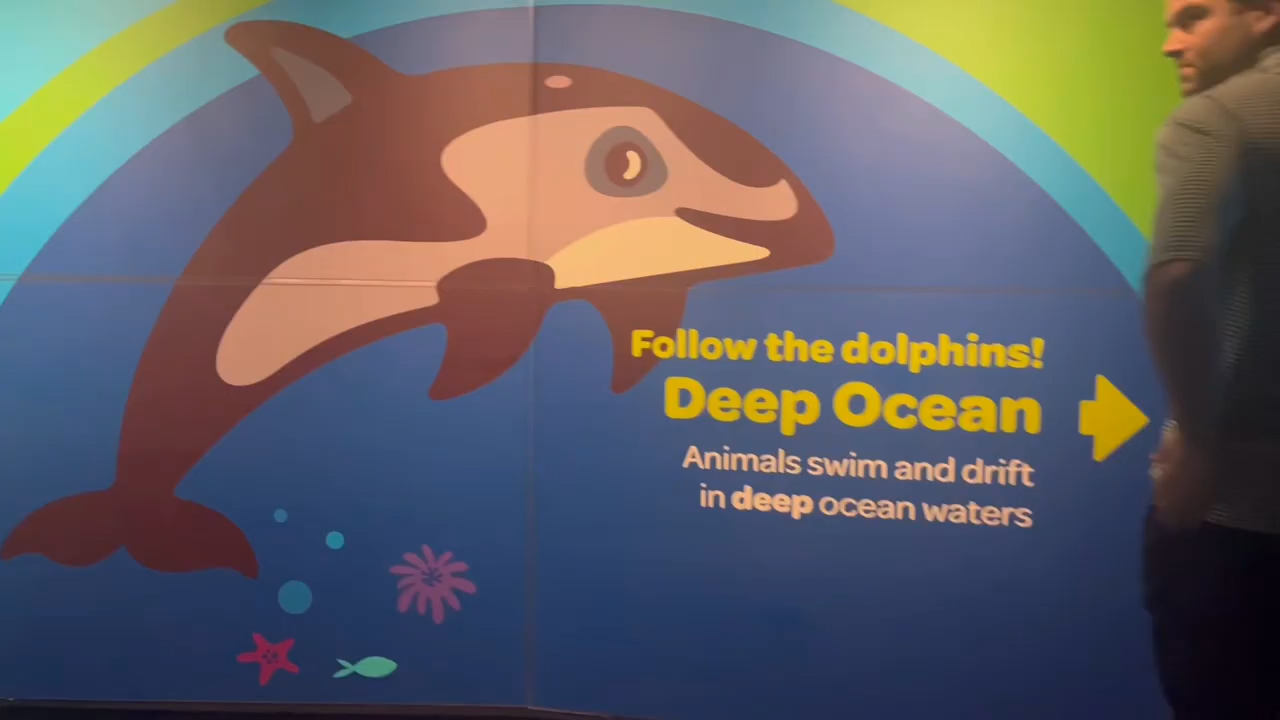 Follow the dolphins!
Deep Ocean
Animals swim and drift
in deep ocean waters